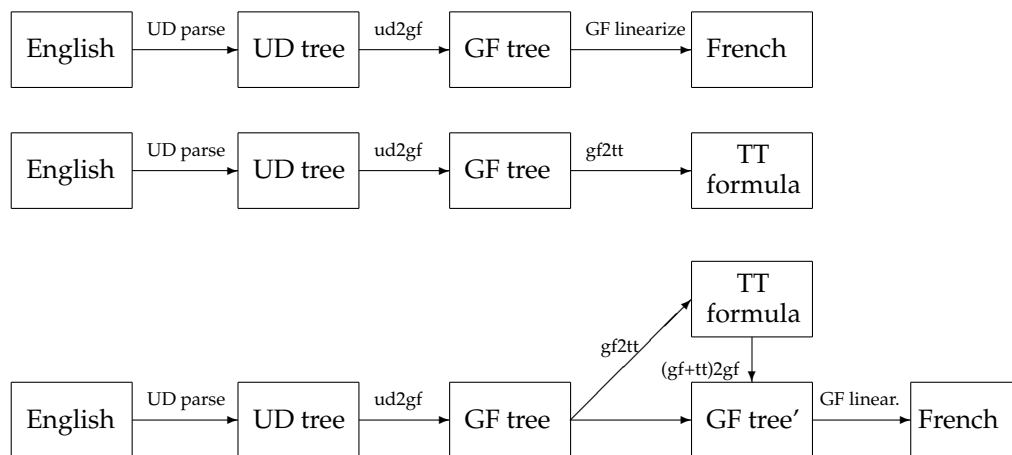 UD parse ud2gf GF linearize
English UD tree GF tree French
UD parse ud2gf gf2tt TT
English UD tree GF tree formula
TT
formula
gf2tt
(gf+tt)2gf
UD parse ud2gf GF linear.
English UD tree GF tree GF tree′ French